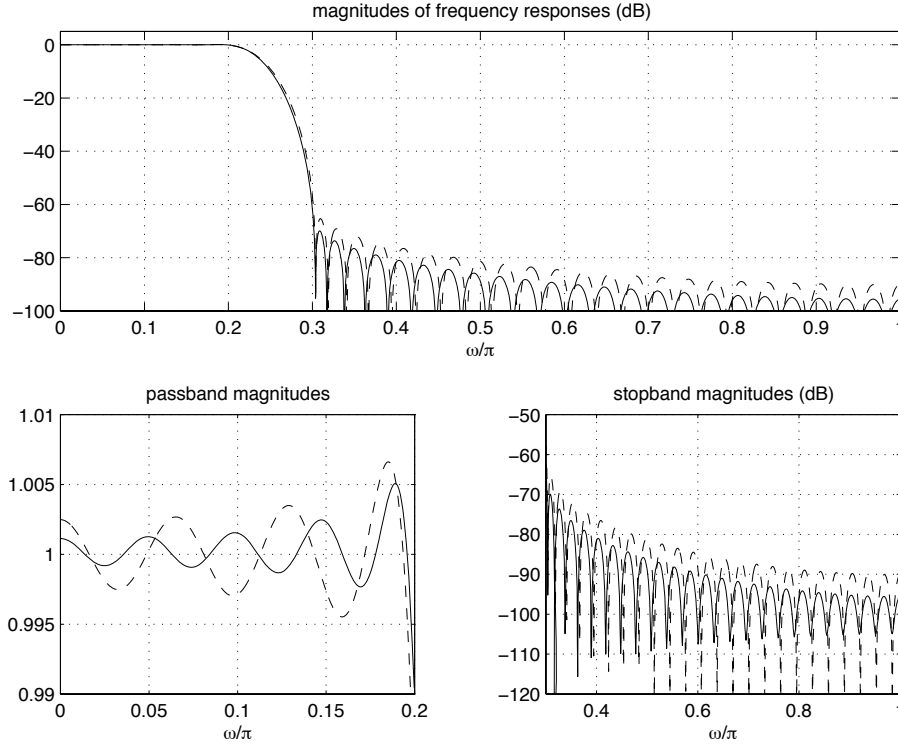 magnitudes of frequency responses (dB)
0
−20
−40
−60
−80
−100
0 0.1 0.2 0.3 0.4 0.5 0.6 0.7 0.8 0.9 1
ω/π
passband magnitudes
1.01
1.005
1
0.995
0.99
0 0.05 0.1 0.15 0.2
ω/π
stopband magnitudes (dB)
−50
−60
−70
−80
−90
−100
−110
−120
0.4 0.6 0.8 1
ω/π